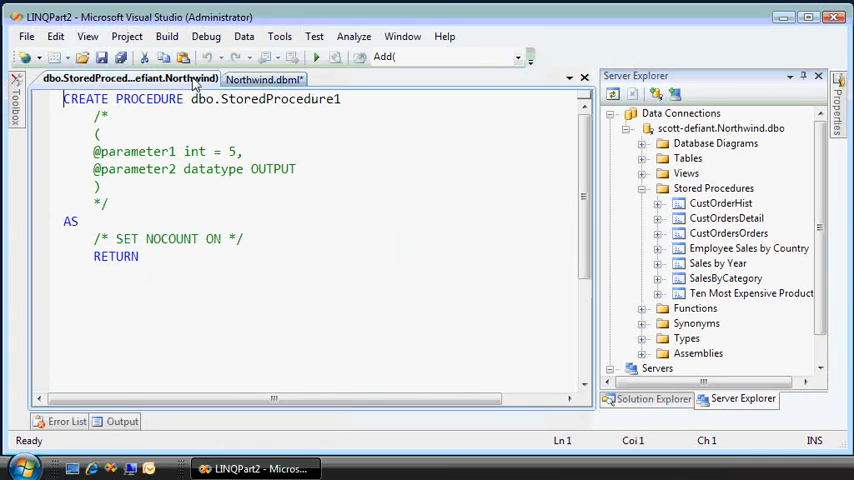 LINQPart2 - Microsoft Visual Studio (Administrator)
File Edit View Project Build Debug Data Tools Test Analyze Window Help
Add(
dbo.StoredProced...efiant.Northwind) Northwind.dbml*
Toolbox
CREATE PROCEDURE dbo.StoredProcedure1
/*
(
@parameter1 int = 5,
@parameter2 datatype OUTPUT
)
*/
AS
/* SET NOCOUNT ON */
RETURN
Server Explorer
Data Connections
scott-defiant.Northwind.dbo
Database Diagrams
Tables
Views
Stored Procedures
CustOrderHist
CustOrdersDetail
CustOrdersOrders
Employee Sales by Country
Sales by Year
SalesByCategory
Ten Most Expensive Product
Functions
Synonyms
Types
Assemblies
Servers
Solution Explorer Server Explorer
Properties
Error List Output
Ready Ln 1 Col 1 Ch 1 INS
LINQPart2 - Micros...